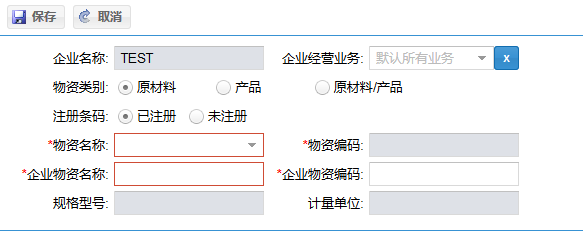 保存 取消
企业名称: TEST 企业经营业务: 默认所有业务 x
物资类别: 原材料 产品 原材料/产品
注册条码: 已注册 未注册
*物资名称: *物资编码:
*企业物资名称: *企业物资编码:
规格型号: 计量单位: